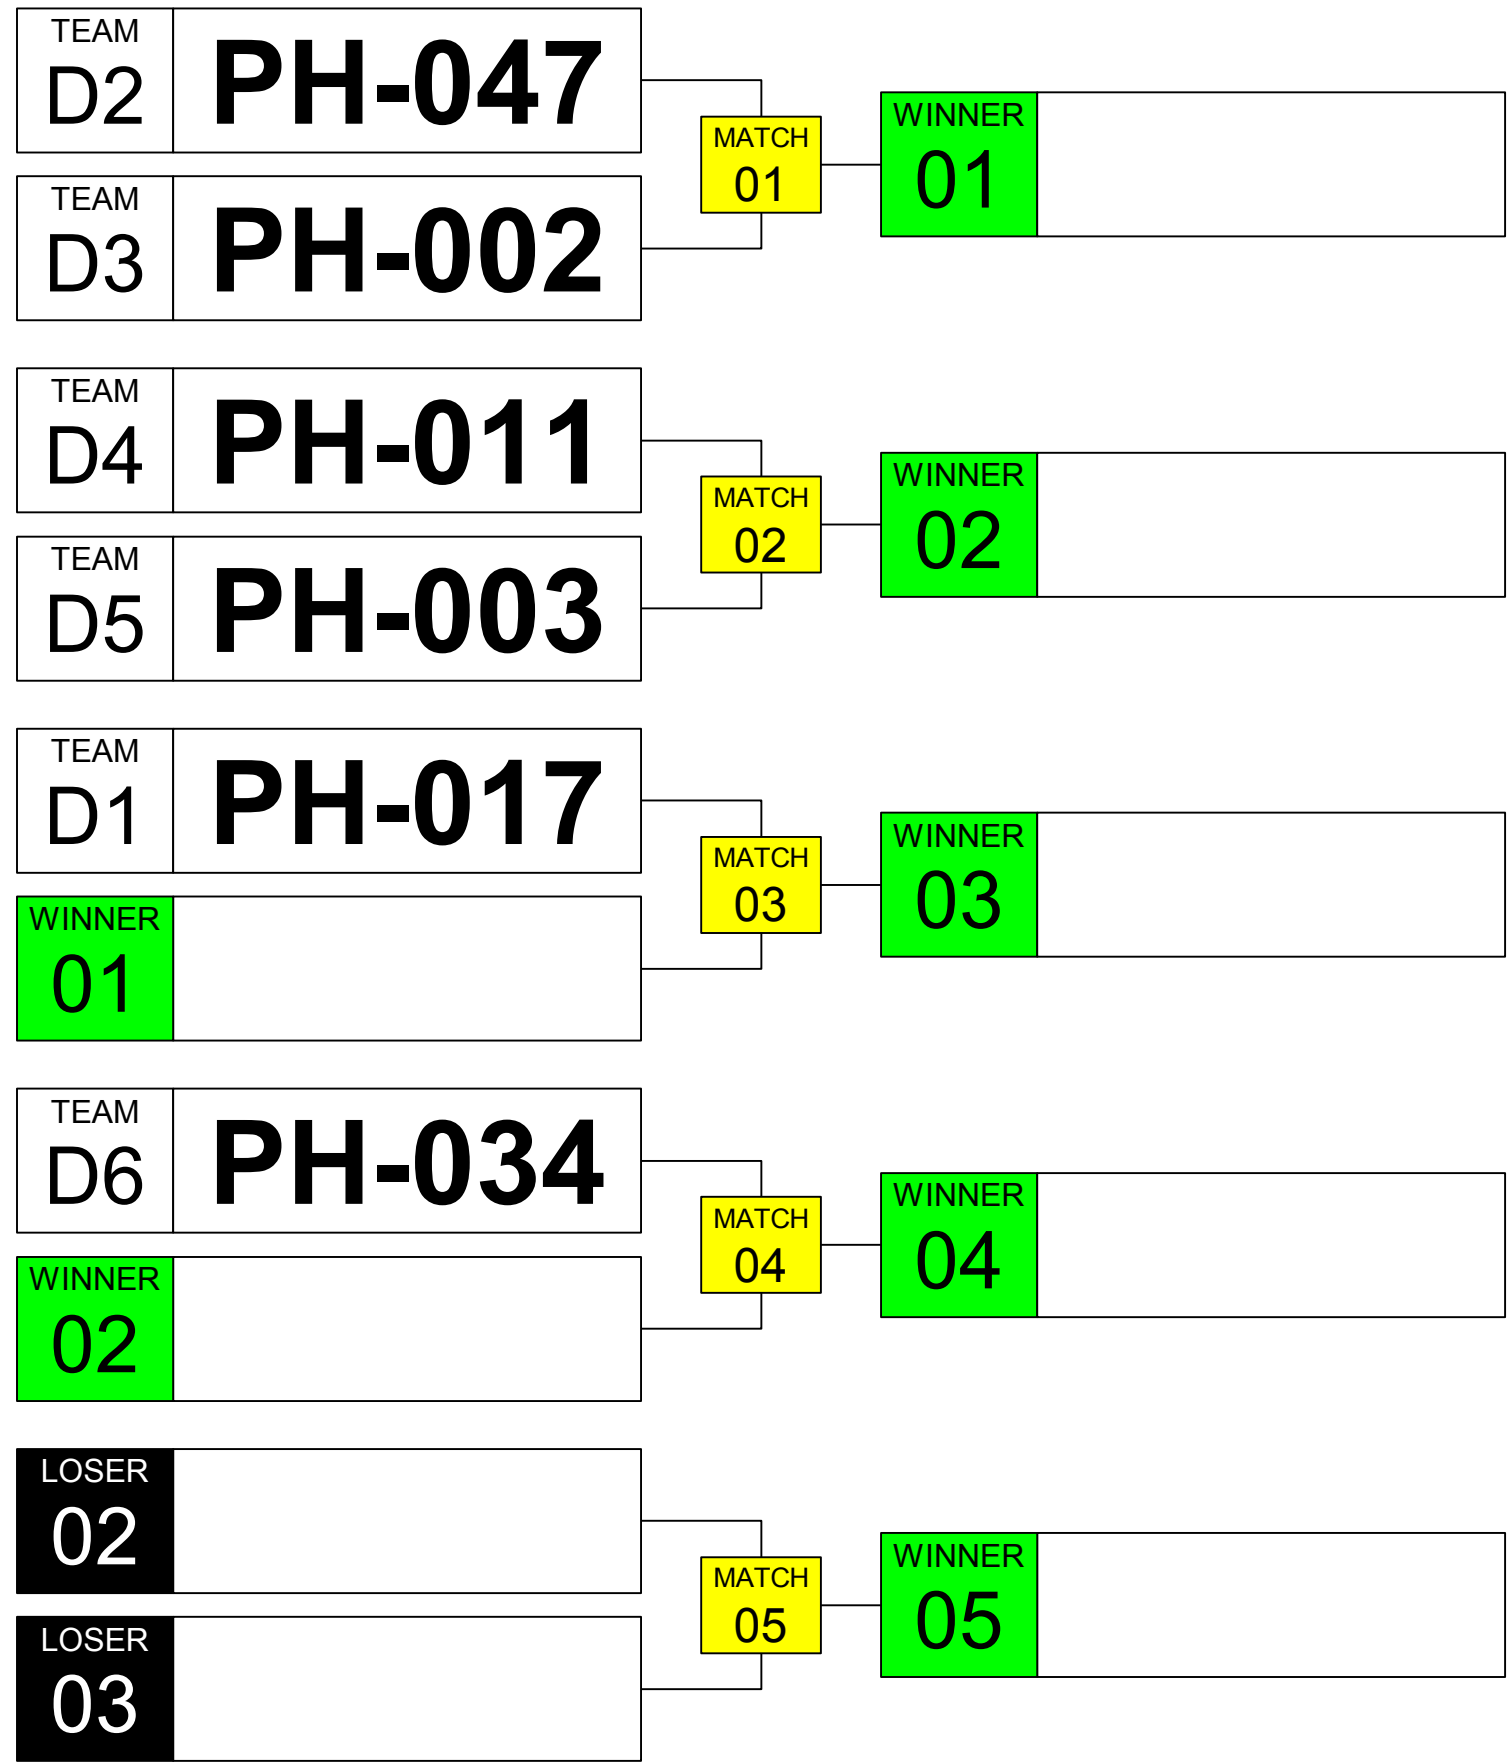 TEAM
D2
PH-047
MATCH
01
WINNER
01
TEAM
D3
PH-002
TEAM
D4
PH-011
MATCH
02
WINNER
02
TEAM
D5
PH-003
TEAM
D1
PH-017
MATCH
03
WINNER
03
WINNER
01
TEAM
D6
PH-034
MATCH
04
WINNER
04
WINNER
02
LOSER
02
MATCH
05
WINNER
05
LOSER
03